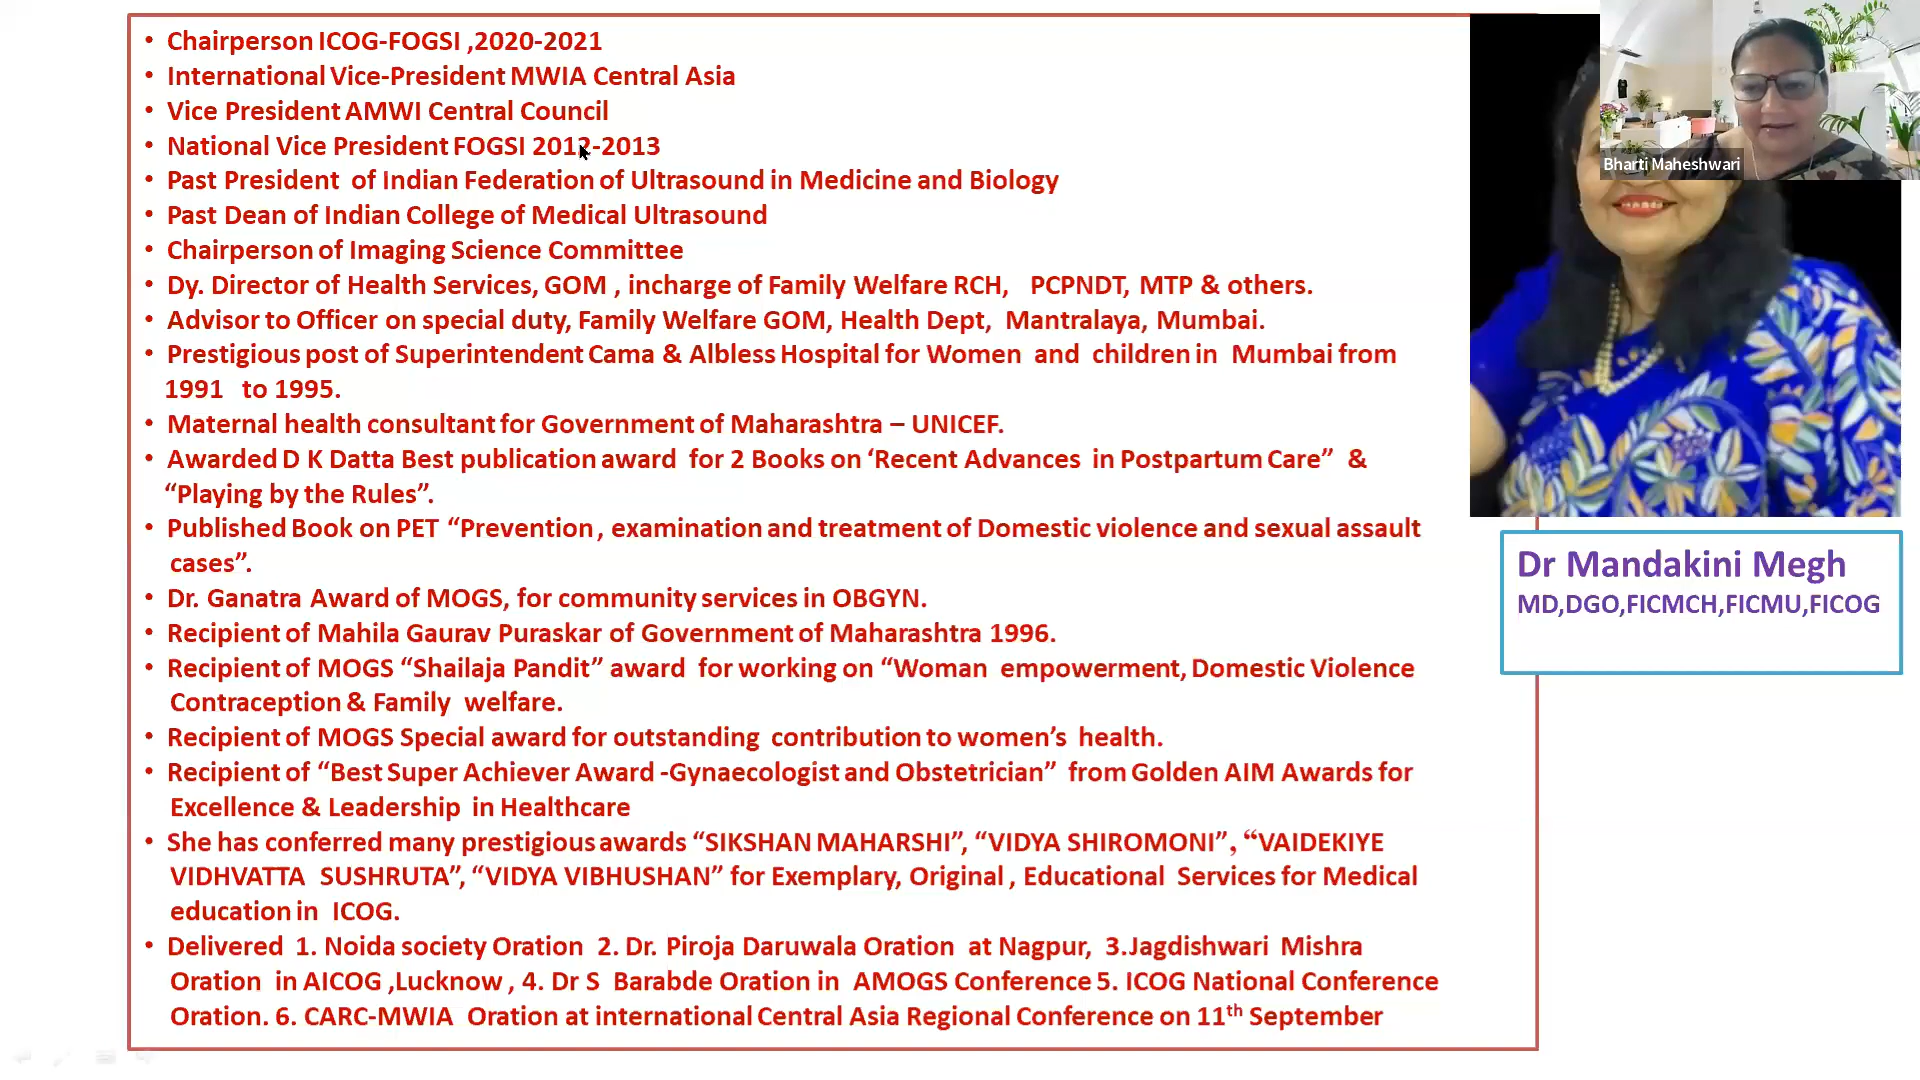 • Chairperson ICOG-FOGSI ,2020-2021
• International Vice-President MWIA Central Asia
• Vice President AMWI Central Council
• National Vice President FOGSI 2012-2013
• Past President of Indian Federation of Ultrasound in Medicine and Biology
• Past Dean of Indian College of Medical Ultrasound
• Chairperson of Imaging Science Committee
• Dy. Director of Health Services, GOM , incharge of Family Welfare RCH, PCPNDT, MTP & others.
• Advisor to Officer on special duty, Family Welfare GOM, Health Dept, Mantralaya, Mumbai.
• Prestigious post of Superintendent Cama & Albless Hospital for Women and children in Mumbai from
1991 to 1995.
• Maternal health consultant for Government of Maharashtra – UNICEF.
• Awarded D K Datta Best publication award for 2 Books on ‘Recent Advances in Postpartum Care” &
“Playing by the Rules”.
• Published Book on PET “Prevention, examination and treatment of Domestic violence and sexual assault
cases”.
• Dr. Ganatra Award of MOGS, for community services in OBGYN.
• Recipient of Mahila Gaurav Puraskar of Government of Maharashtra 1996.
• Recipient of MOGS “Shailaja Pandit” award for working on “Woman empowerment, Domestic Violence
Contraception & Family welfare.
• Recipient of MOGS Special award for outstanding contribution to women’s health.
• Recipient of “Best Super Achiever Award -Gynaecologist and Obstetrician” from Golden AIM Awards for
Excellence & Leadership in Healthcare
• She has conferred many prestigious awards “SIKSHAN MAHARSHI”, “VIDYA SHIROMONI”, “VAIDEKIYE
VIDHVATTA SUSHRUTA”, “VIDYA VIBHUSHAN” for Exemplary, Original , Educational Services for Medical
education in ICOG.
• Delivered 1. Noida society Oration 2. Dr. Piroja Daruwala Oration at Nagpur, 3.Jagdishwari Mishra
Oration in AICOG ,Lucknow , 4. Dr S Barabde Oration in AMOGS Conference 5. ICOG National Conference
Oration. 6. CARC-MWIA Oration at international Central Asia Regional Conference on 11th September
Bharti Maheshwari
Dr Mandakini Megh
MD,DGO,FICMCH,FICMU,FICOG